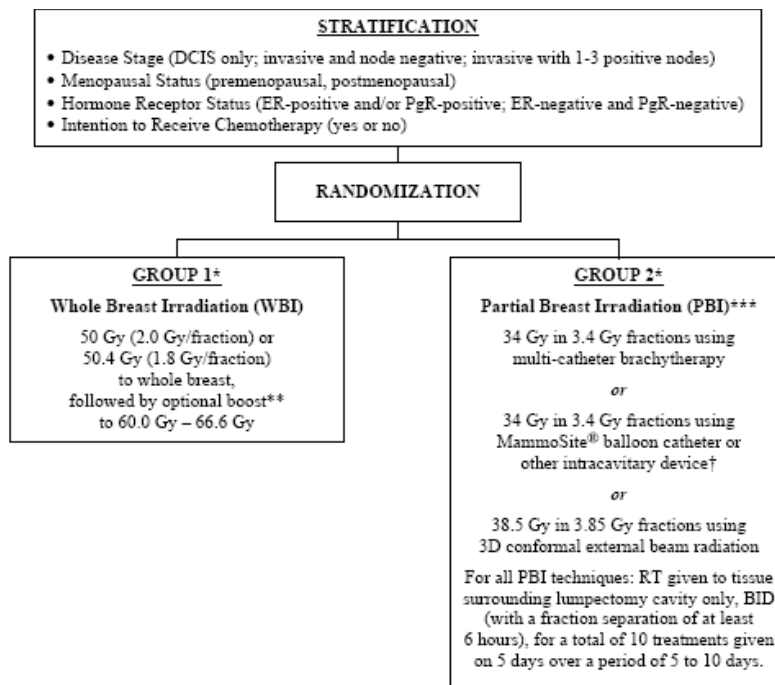 STRATIFICATION
• Disease Stage (DCIS only; invasive and node negative; invasive with 1-3 positive nodes)
• Menopausal Status (premenopausal, postmenopausal)
• Hormone Receptor Status (ER-positive and/or PgR-positive; ER-negative and PgR-negative)
• Intention to Receive Chemotherapy (yes or no)
RANDOMIZATION
GROUP 1*
Whole Breast Irradiation (WBI)
50 Gy (2.0 Gy/fraction) or
50.4 Gy (1.8 Gy/fraction)
to whole breast,
followed by optional boost**
to 60.0 Gy – 66.6 Gy
GROUP 2*
Partial Breast Irradiation (PBI)***
34 Gy in 3.4 Gy fractions using
multi-catheter brachytherapy
or
34 Gy in 3.4 Gy fractions using
MammoSite® balloon catheter or
other intracavitary device†
or
38.5 Gy in 3.85 Gy fractions using
3D conformal external beam radiation
For all PBI techniques: RT given to tissue
surrounding lumpectomy cavity only, BID
(with a fraction separation of at least
6 hours), for a total of 10 treatments given
on 5 days over a period of 5 to 10 days.